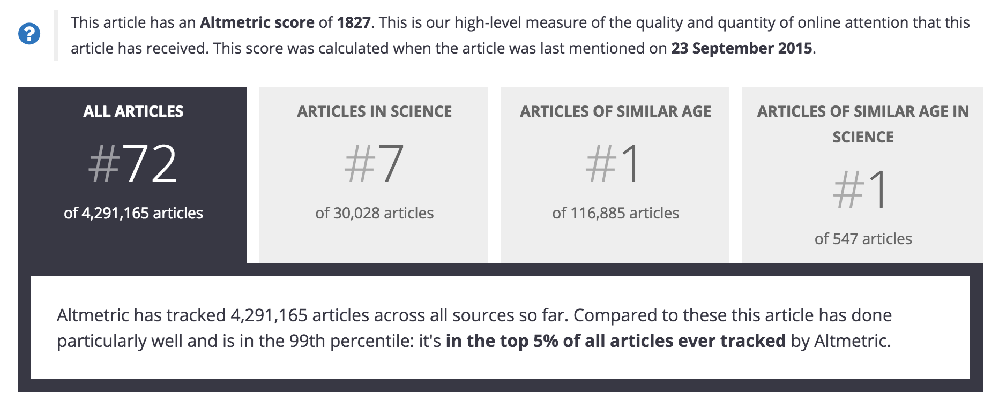 ?
This article has an Altmetric score of 1827. This is our high-level measure of the quality and quantity of online attention that this
article has received. This score was calculated when the article was last mentioned on 23 September 2015.
ALL ARTICLES
#72
of 4,291,165 articles
ARTICLES IN SCIENCE
#7
of 30,028 articles
ARTICLES OF SIMILAR AGE
#1
of 116,885 articles
ARTICLES OF SIMILAR AGE IN
SCIENCE
#1
of 547 articles
Altmetric has tracked 4,291,165 articles across all sources so far. Compared to these this article has done
particularly well and is in the 99th percentile: it's in the top 5% of all articles ever tracked by Altmetric.